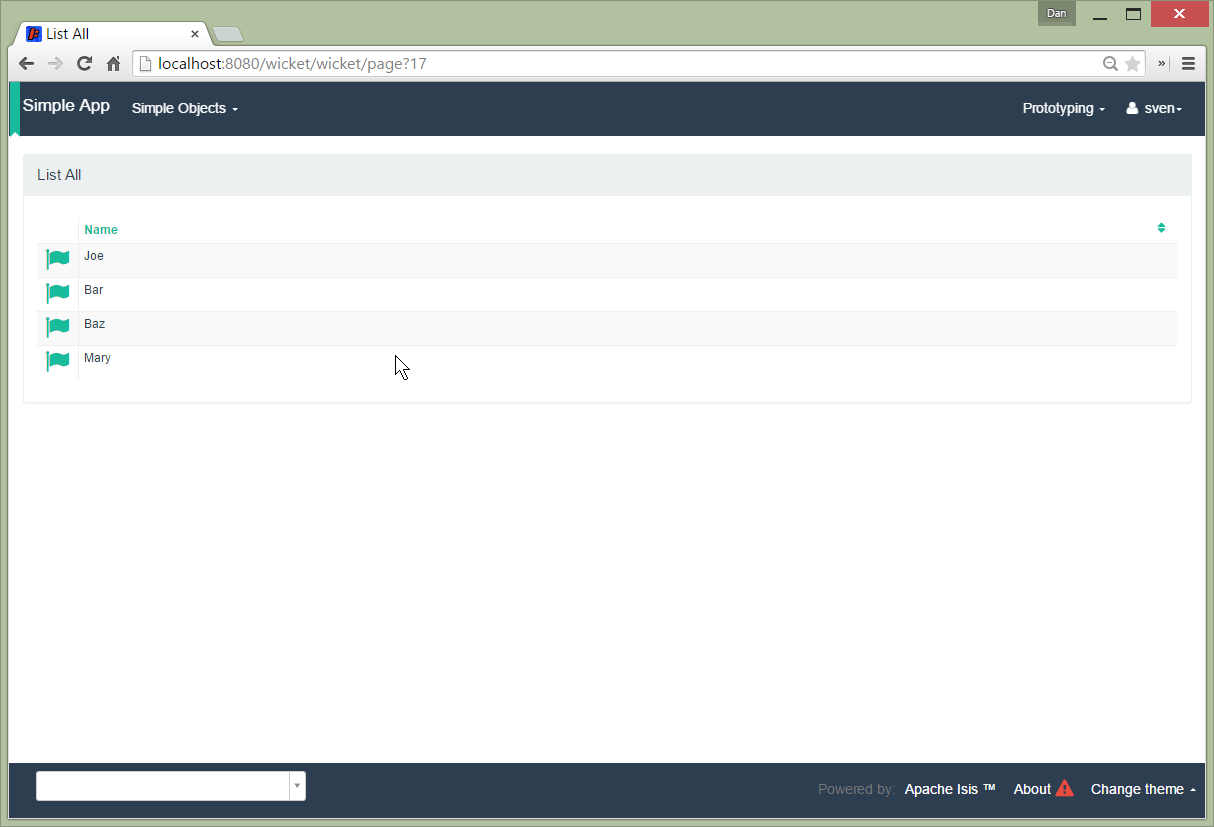 Dan
List All
localhost:8080/wicket/wicket/page?17
»
Simple App Simple Objects Prototyping sven
List All
Name
Joe
Bar
Baz
Mary
Powered by: Apache Isis ™ About Change theme